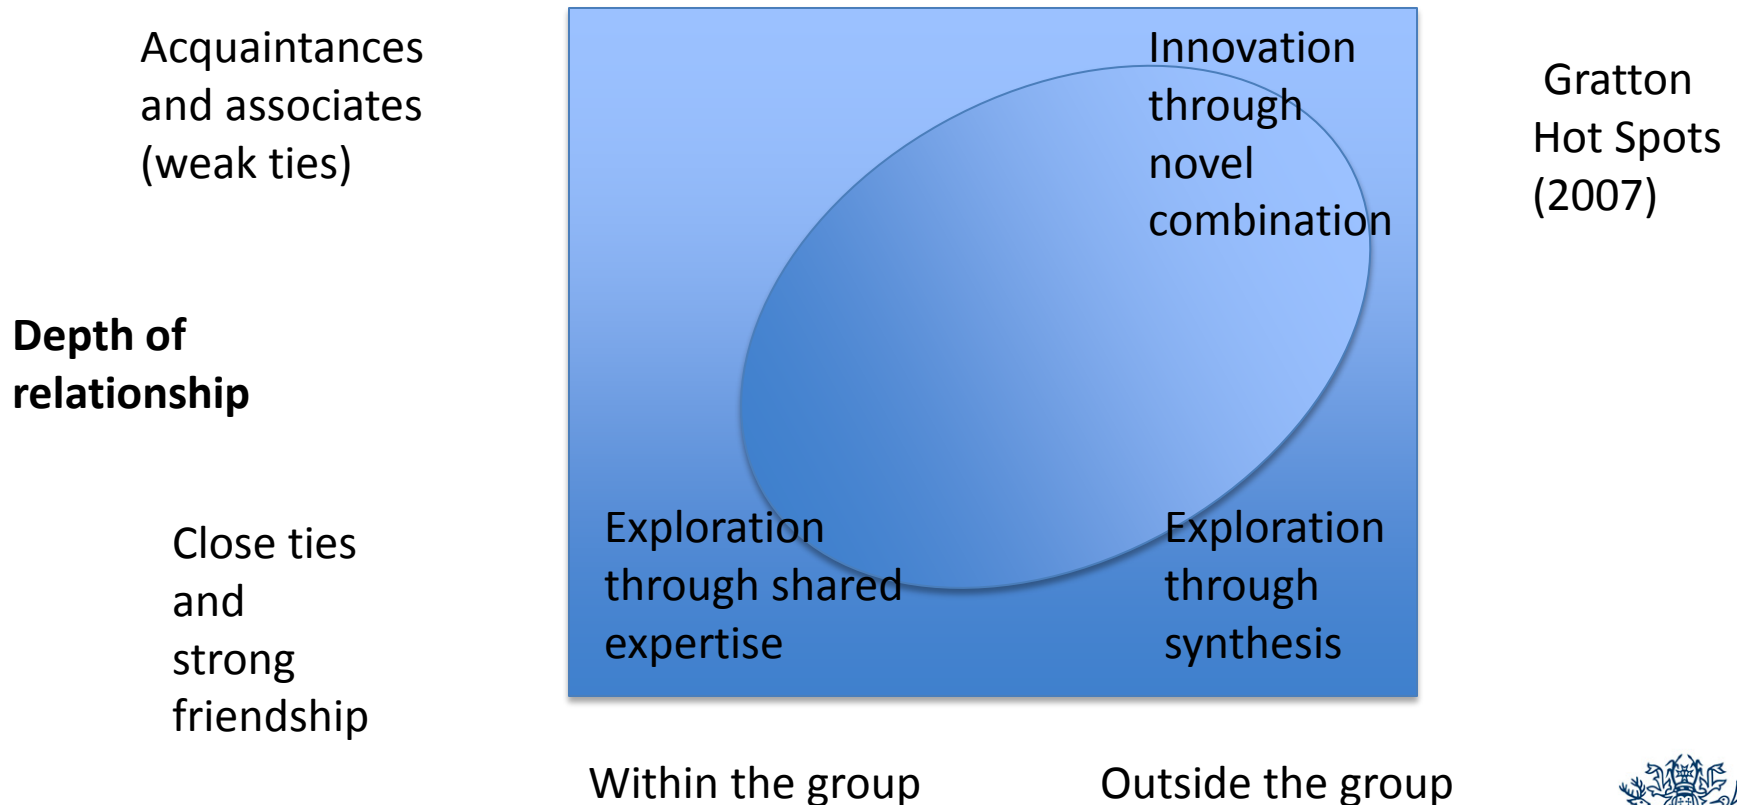 Acquaintances
and associates
(weak ties)
Innovation
through
novel
combination
Gratton
Hot Spots
(2007)
Depth of
relationship
Close ties
and
strong
friendship
Exploration
through shared
expertise
Exploration
through
synthesis
Within the group
Outside the group